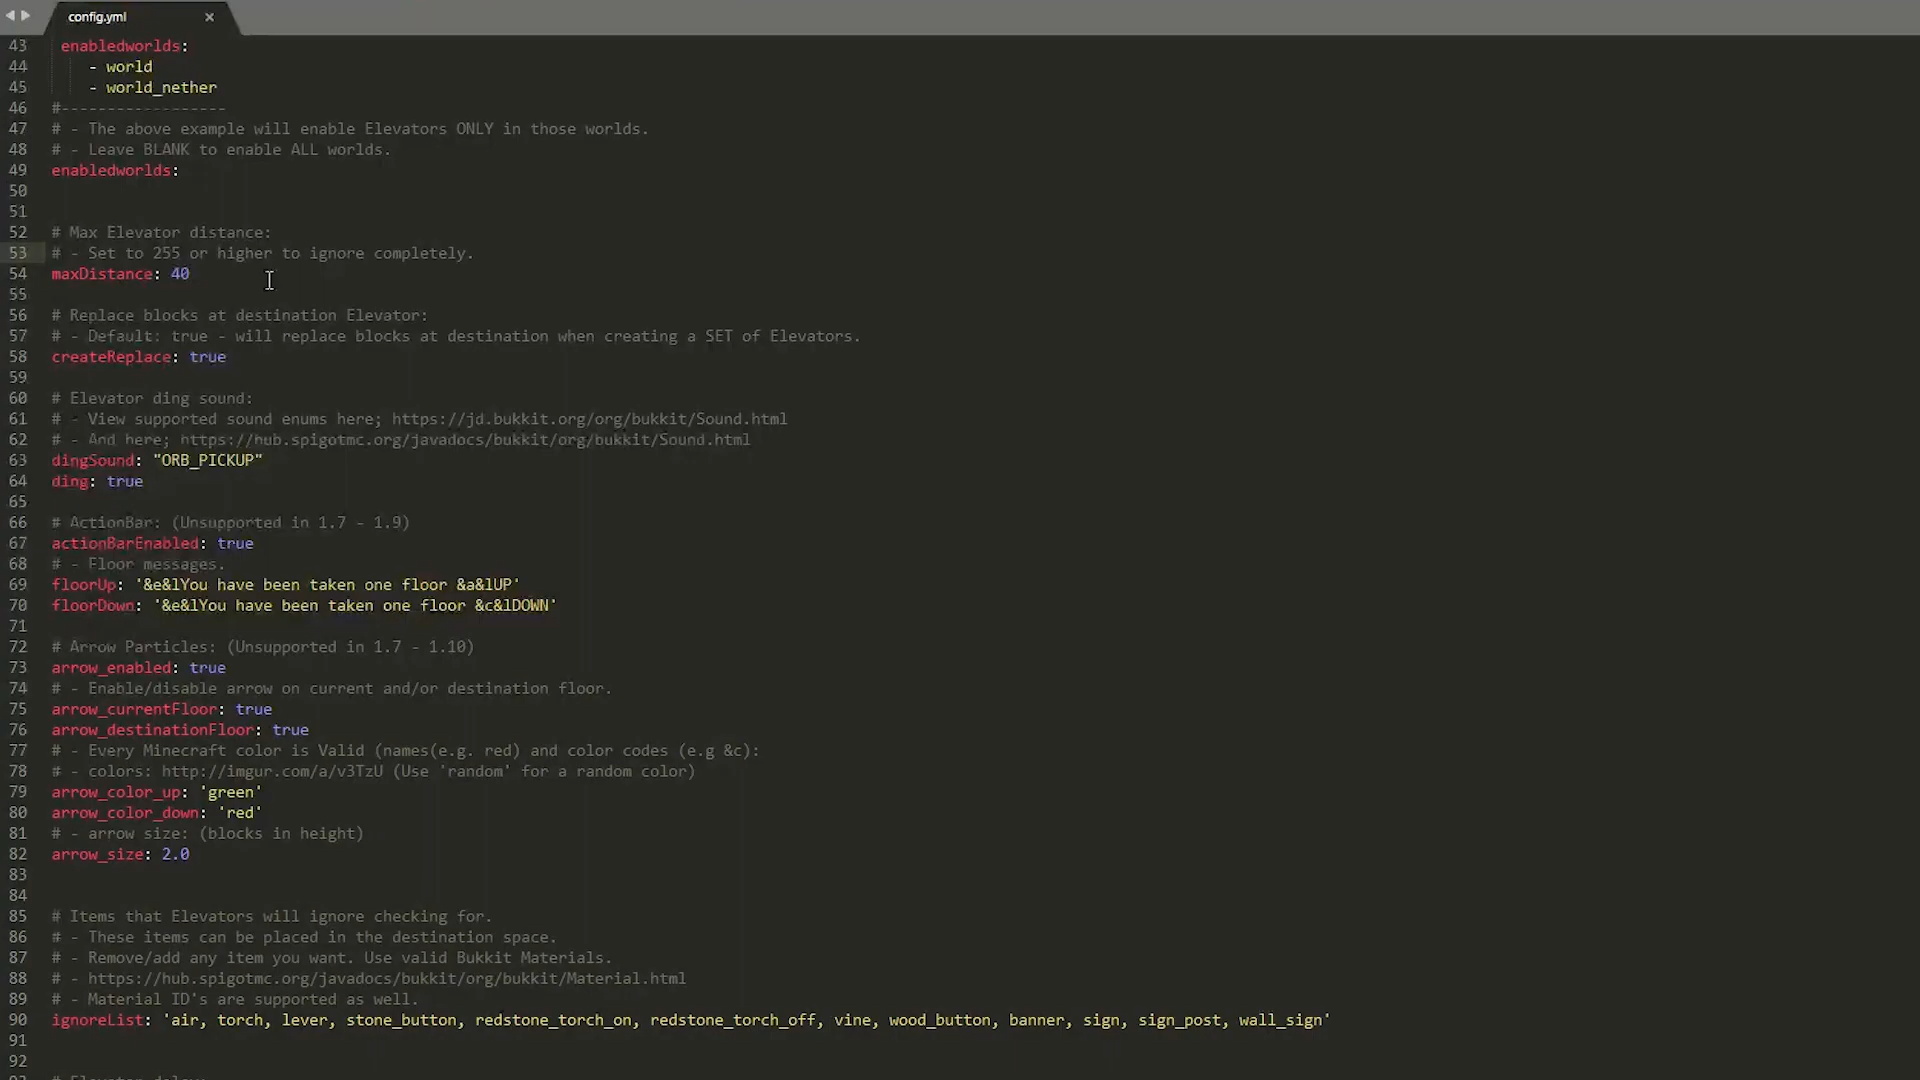 config.yml ×
43 enabledworlds:
44 - world
45 - world_nether
46 #------------------
47 # - The above example will enable Elevators ONLY in those worlds.
48 # - Leave BLANK to enable ALL worlds.
49 enabledworlds:
50
51
52 # Max Elevator distance:
53 # - Set to 255 or higher to ignore completely.
54 maxDistance: 40
55
56 # Replace blocks at destination Elevator:
57 # - Default: true - will replace blocks at destination when creating a SET of Elevators.
58 createReplace: true
59
60 # Elevator ding sound:
61 # - View supported sound enums here; https://jd.bukkit.org/org/bukkit/Sound.html
62 # - And here; https://hub.spigotmc.org/javadocs/bukkit/org/bukkit/Sound.html
63 dingSound: "ORB_PICKUP"
64 ding: true
65
66 # ActionBar: (Unsupported in 1.7 - 1.9)
67 actionBarEnabled: true
68 # - Floor messages.
69 floorUp: '&e&lYou have been taken one floor &a&lUP'
70 floorDown: '&e&lYou have been taken one floor &c&lDOWN'
71
72 # Arrow Particles: (Unsupported in 1.7 - 1.10)
73 arrow_enabled: true
74 # - Enable/disable arrow on current and/or destination floor.
75 arrow_currentFloor: true
76 arrow_destinationFloor: true
77 # - Every Minecraft color is Valid (names(e.g. red) and color codes (e.g &c):
78 # - colors: http://imgur.com/a/v3TzU (Use 'random' for a random color)
79 arrow_color_up: 'green'
80 arrow_color_down: 'red'
81 # - arrow size: (blocks in height)
82 arrow_size: 2.0
83
84
85 # Items that Elevators will ignore checking for.
86 # - These items can be placed in the destination space.
87 # - Remove/add any item you want. Use valid Bukkit Materials.
88 # - https://hub.spigotmc.org/javadocs/bukkit/org/bukkit/Material.html
89 # - Material ID's are supported as well.
90 ignoreList: 'air, torch, lever, stone_button, redstone_torch_on, redstone_torch_off, vine, wood_button, banner, sign, sign_post, wall_sign'
91
92
93 # Elevator delay: